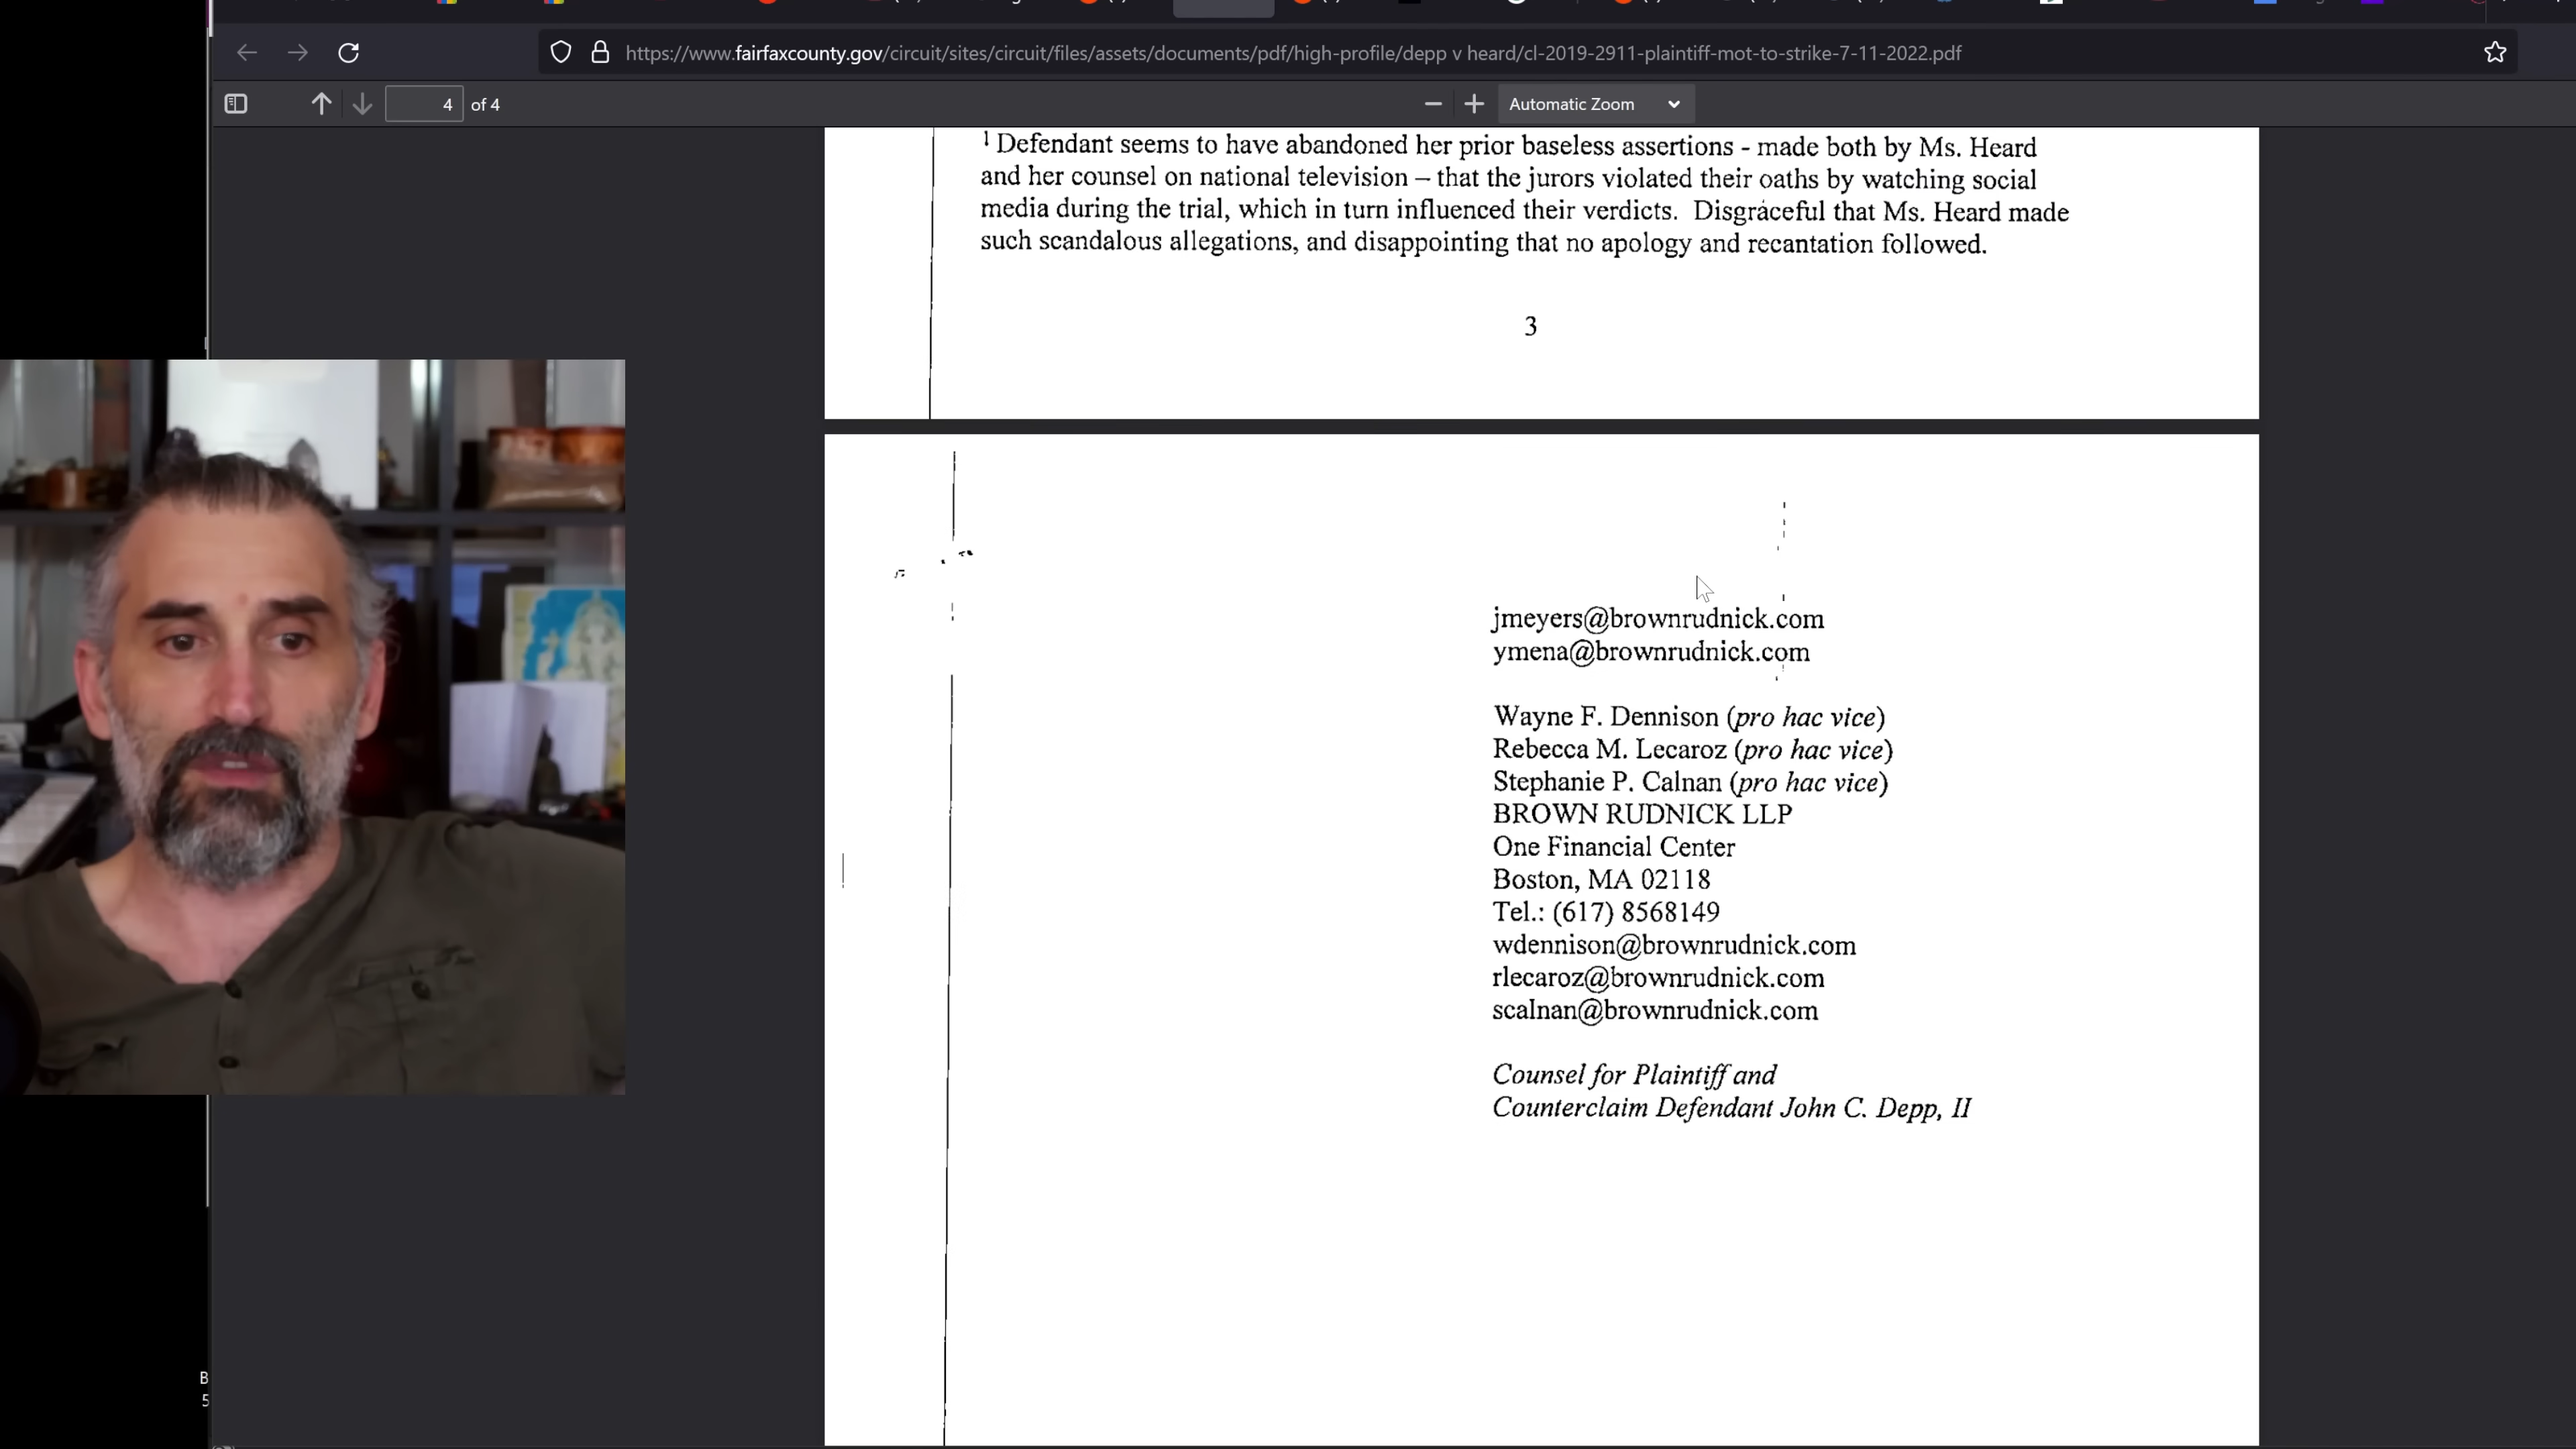 https://www.fairfaxcounty.gov/circuit/sites/circuit/files/assets/documents/pdf/high-profile/depp v heard/cl-2019-2911-plaintiff-mot-to-strike-7-11-2022.pdf
4 of 4
Automatic Zoom
1 Defendant seems to have abandoned her prior baseless assertions - made both by Ms. Heard
and her counsel on national television – that the jurors violated their oaths by watching social
media during the trial, which in turn influenced their verdicts. Disgraceful that Ms. Heard made
such scandalous allegations, and disappointing that no apology and recantation followed.
3
jmeyers@brownrudnick.com
ymena@brownrudnick.com
Wayne F. Dennison (pro hac vice)
Rebecca M. Lecaroz (pro hac vice)
Stephanie P. Calnan (pro hac vice)
BROWN RUDNICK LLP
One Financial Center
Boston, MA 02118
Tel.: (617) 8568149
wdennison@brownrudnick.com
rlecaroz@brownrudnick.com
scalnan@brownrudnick.com
Counsel for Plaintiff and
Counterclaim Defendant John C. Depp, II
B
5